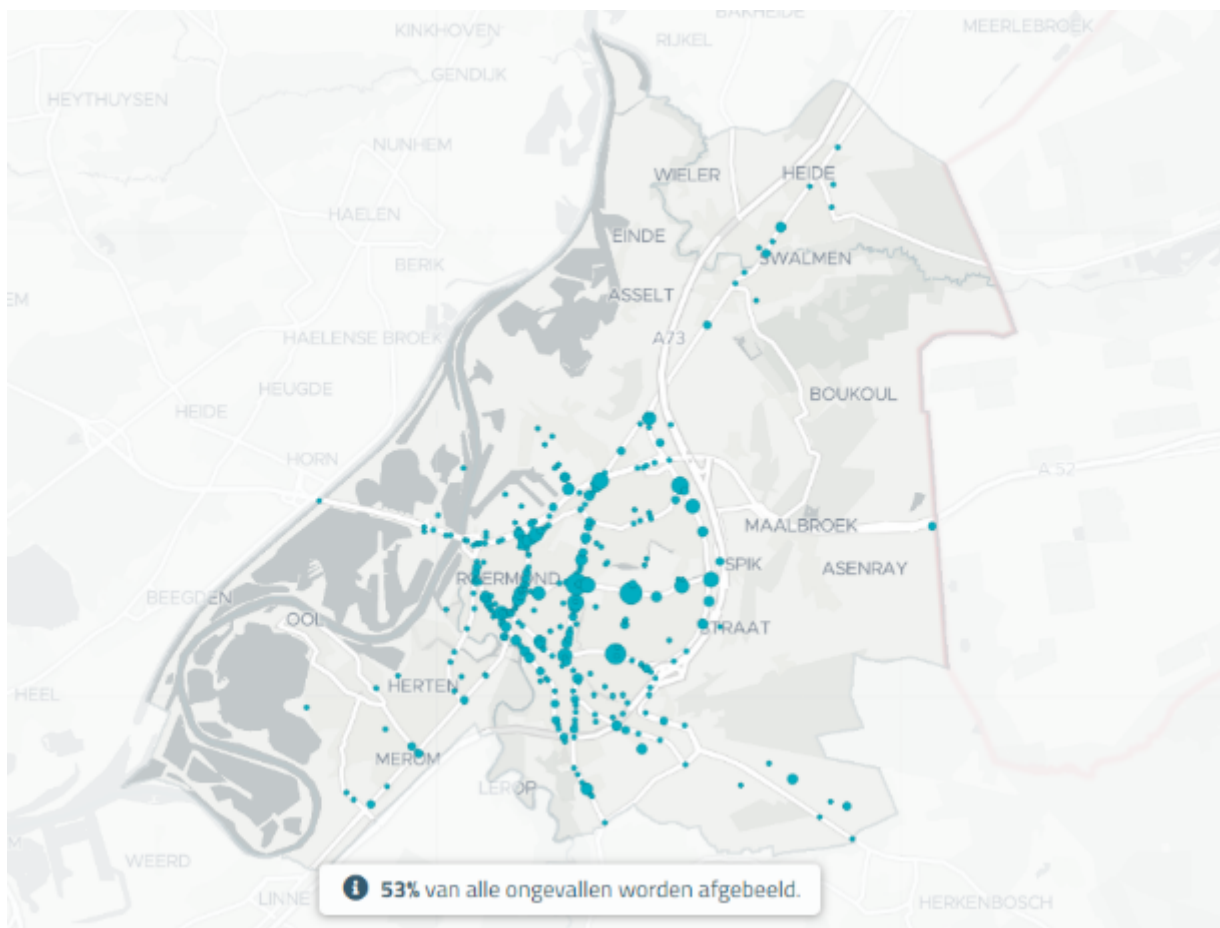 BAKHEIDE
KINKHOVEN
MEERLEBROEK
RIJKEL
GENDIJK
HEYTHUYSEN
NUNHEM
WIELER
HEIDE
HAELEN
EINDE
BERIK
SWALMEN
ASSELT
HAELENSE BROEK
A73
HEUGDE
BOUKOUL
HEIDE
HORN
A 52
MAALBROEK
SPIK
ASENRAY
ROERMOND
BEEGDEN
OOL
STRAAT
HERTEN
HEEL
MEROM
LEROP
WEERD
LINNE
HERKENBOSCH
53% van alle ongevallen worden afgebeeld.